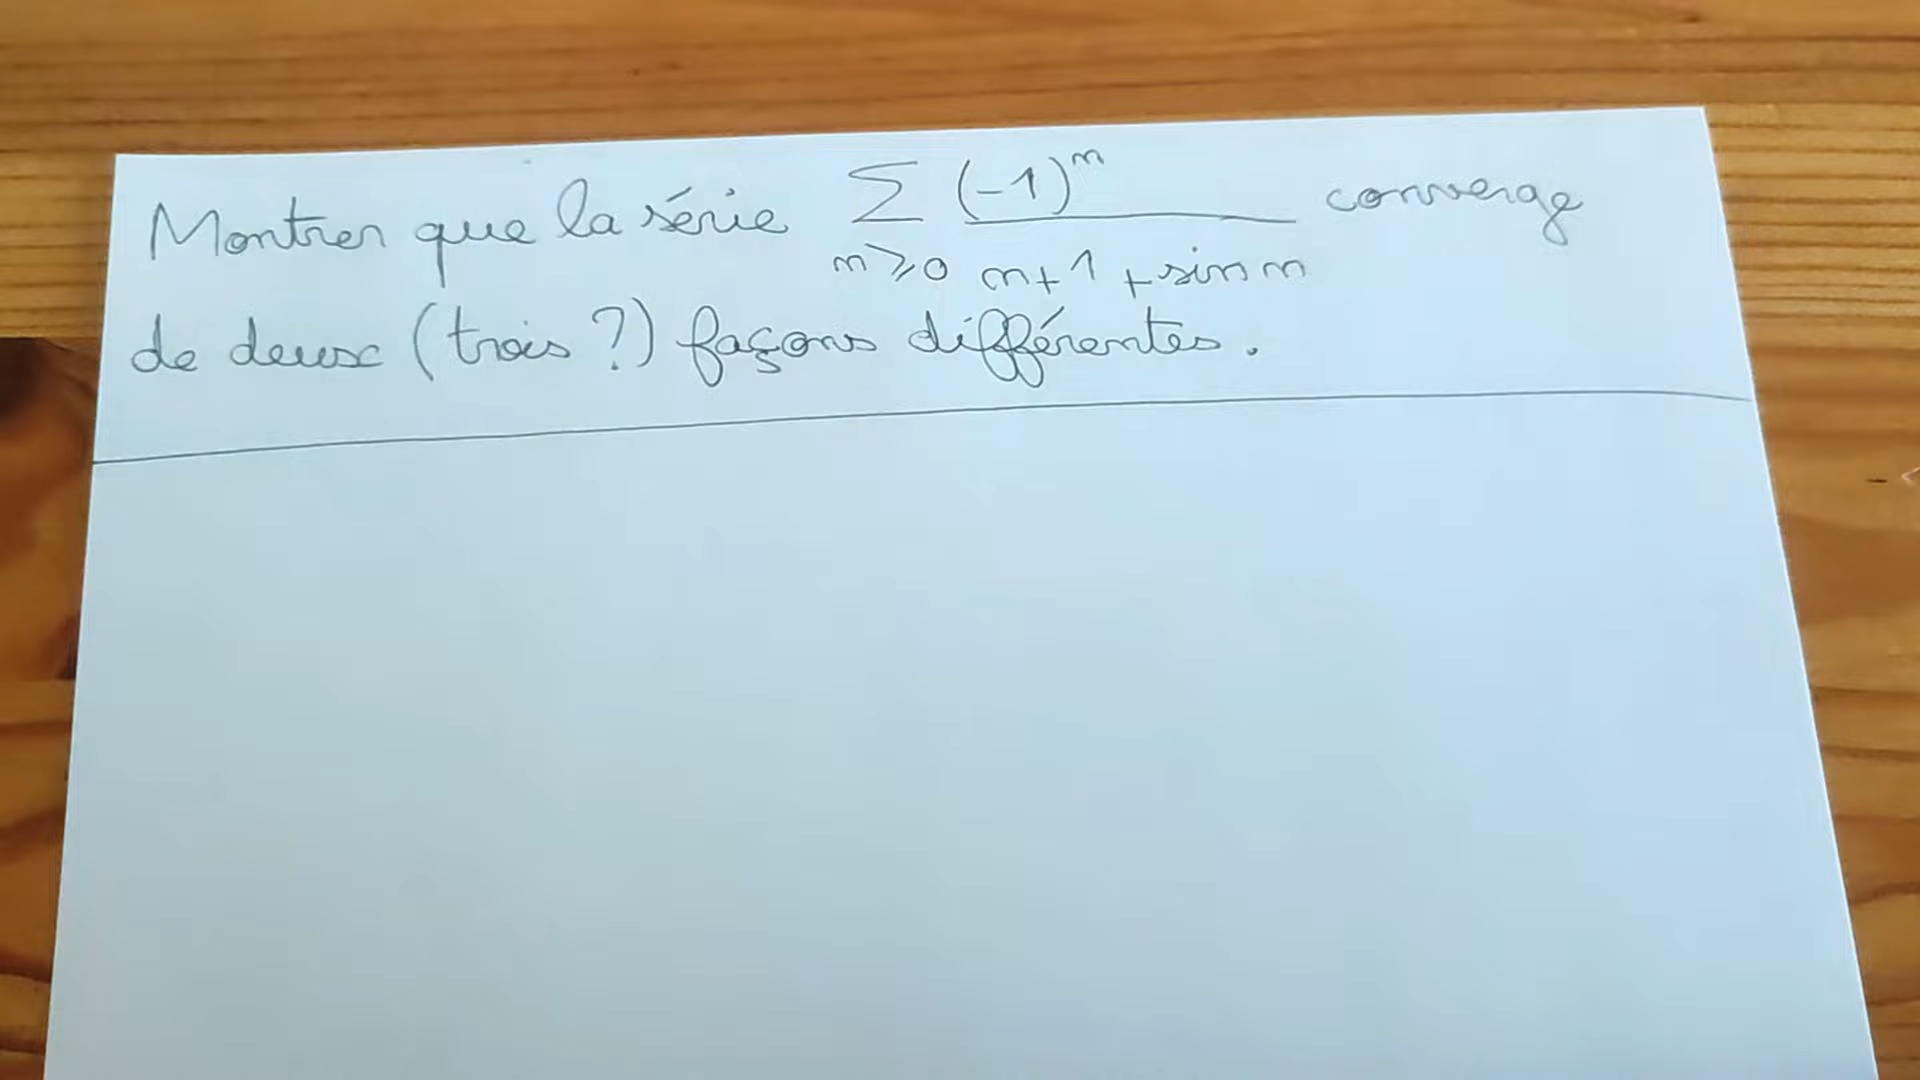 Montrer que la série ∑_{n≥0} (-1)^n / (n+1+sin n) converge
de deux (trois ?) façons différentes.